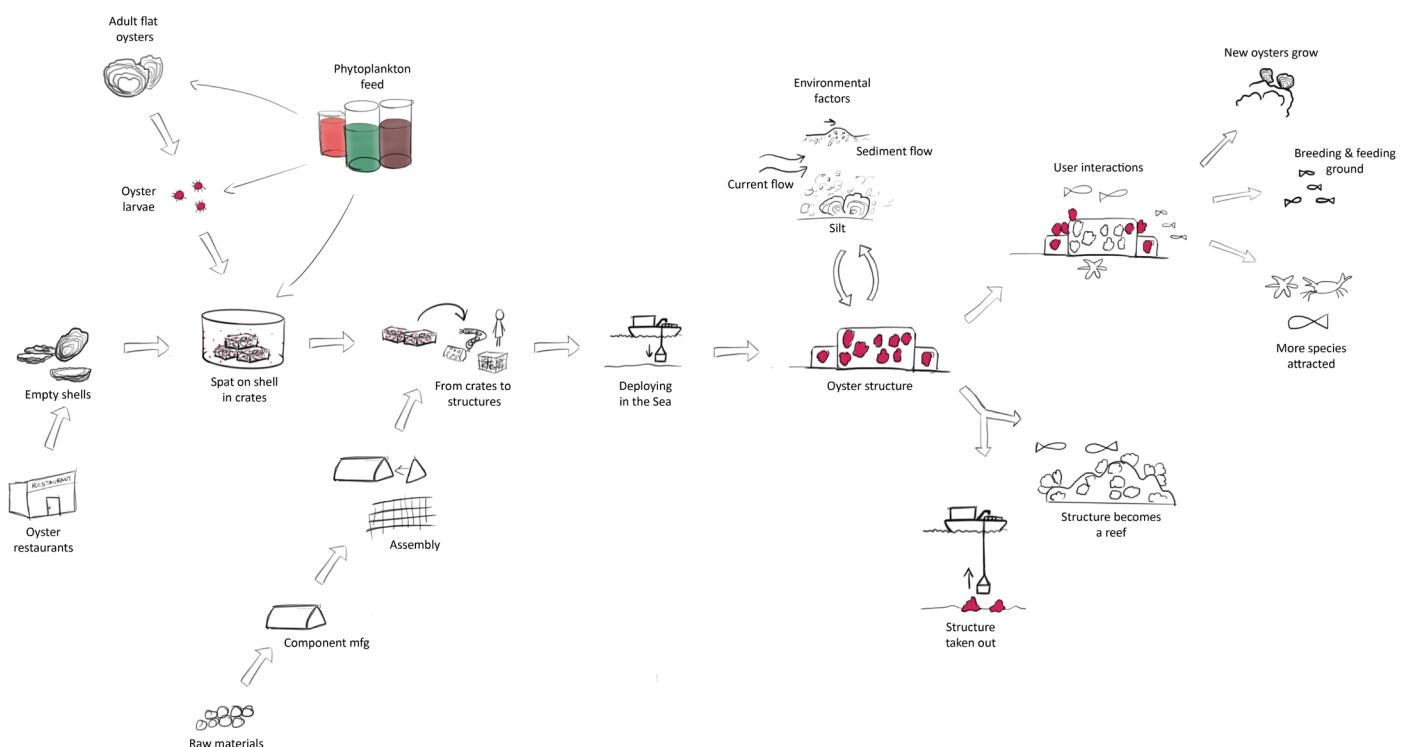 Adult flat
oysters
Phytoplankton
feed
Oyster
larvae
Empty shells
RESTAURANT
Oyster
restaurants
Spat on shell
in crates
From crates to
structures
Assembly
Component mfg
Raw materials
Deploying
in the Sea
Environmental
factors
Sediment flow
Current flow
Silt
Oyster structure
User interactions
New oysters grow
Breeding & feeding
ground
More species
attracted
Structure becomes
a reef
Structure
taken out